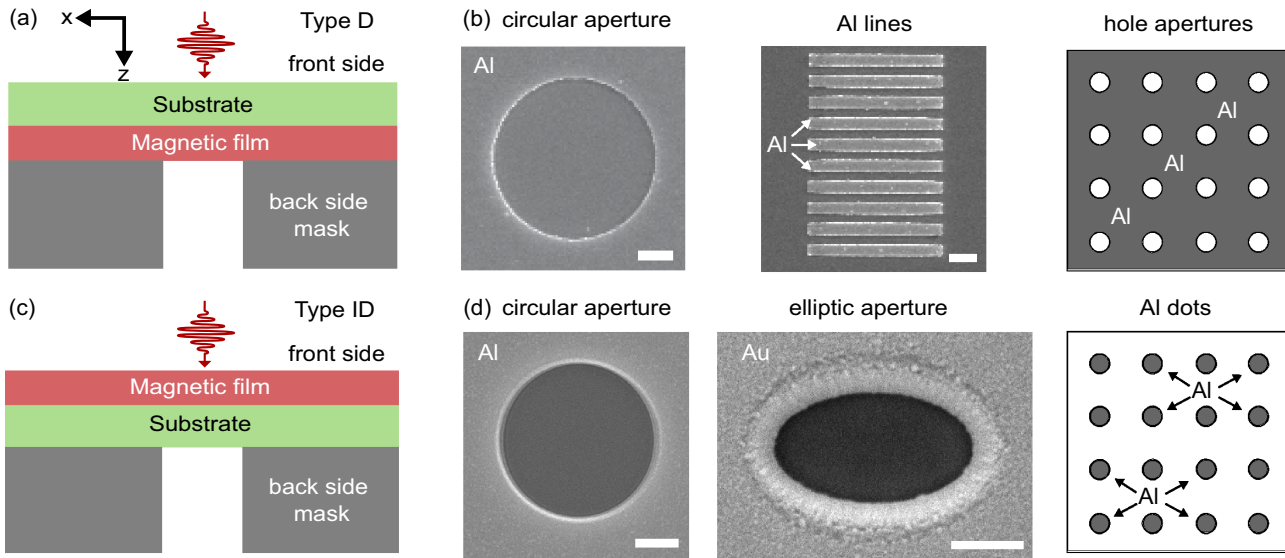 (a)
x
z
Type D
front side
Substrate
Magnetic film
back side
mask
(b) circular aperture
Al lines
hole apertures
Al
Al
Al
Al
Al
(c)
Type ID
front side
Magnetic film
Substrate
back side
mask
(d) circular aperture
elliptic aperture
Al dots
Al
Au
Al
Al